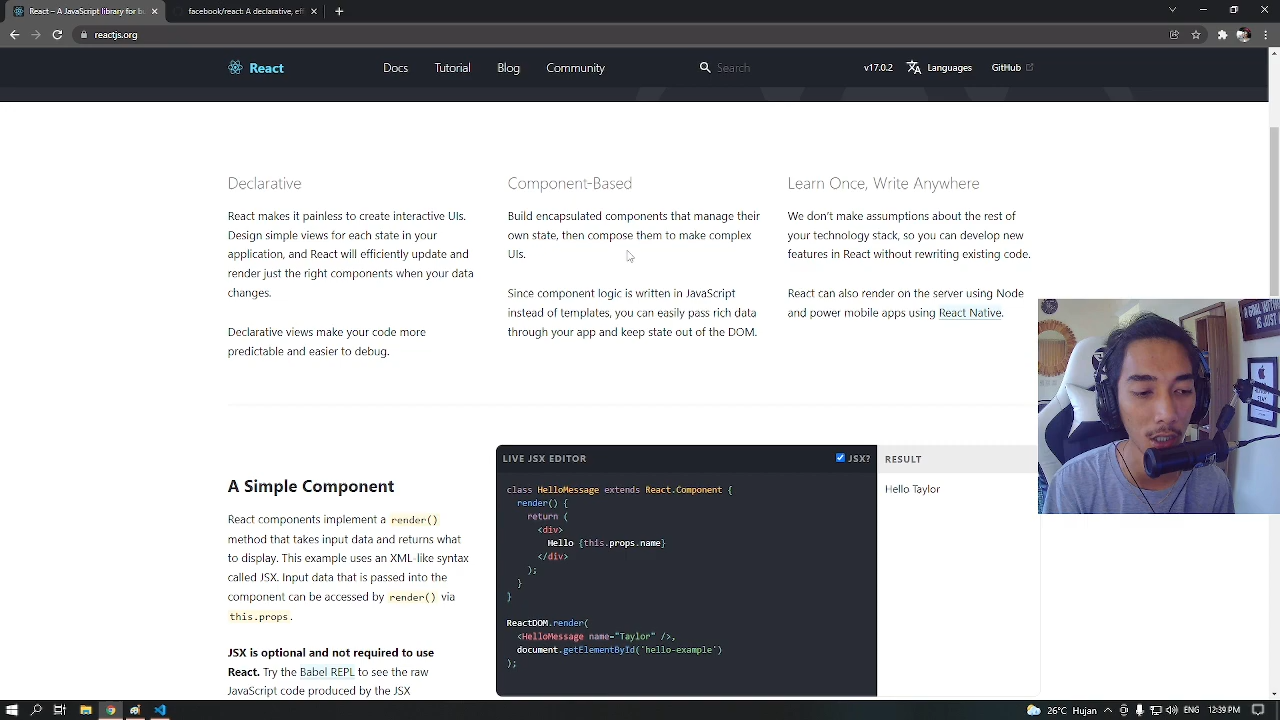 React – A JavaScript library for bu
facebook/react: A declarative, effi
reactjs.org
React
Docs
Tutorial
Blog
Community
Search
v17.0.2
Languages
GitHub
Declarative
React makes it painless to create interactive UIs.
Design simple views for each state in your
application, and React will efficiently update and
render just the right components when your data
changes.
Declarative views make your code more
predictable and easier to debug.
Component-Based
Build encapsulated components that manage their
own state, then compose them to make complex
UIs.
Since component logic is written in JavaScript
instead of templates, you can easily pass rich data
through your app and keep state out of the DOM.
Learn Once, Write Anywhere
We don’t make assumptions about the rest of
your technology stack, so you can develop new
features in React without rewriting existing code.
React can also render on the server using Node
and power mobile apps using React Native.
A Simple Component
React components implement a render()
method that takes input data and returns what
to display. This example uses an XML-like syntax
called JSX. Input data that is passed into the
component can be accessed by render() via
this.props.
JSX is optional and not required to use
React. Try the Babel REPL to see the raw
JavaScript code produced by the JSX
LIVE JSX EDITOR
JSX?
class HelloMessage extends React.Component {
render() {
return (
<div>
Hello {this.props.name}
</div>
);
}
}
ReactDOM.render(
<HelloMessage name="Taylor" />,
document.getElementById('hello-example')
);
RESULT
Hello Taylor
A GOAL
IS JUST
STAY
26°C Hujan
ENG
12:39 PM